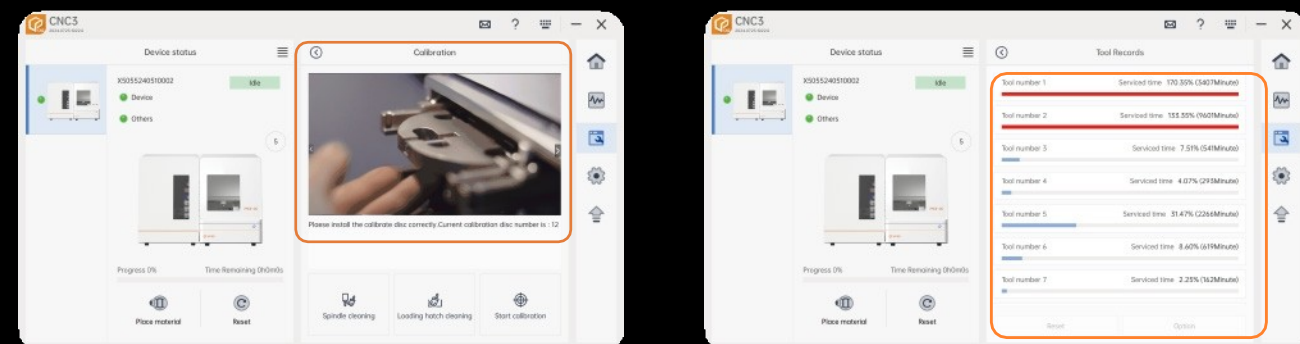 CNC3
Device status
Calibration
XS055240510002
Idle
Device
Others
5
Please install the calibrate disc correctly Current calibration disc number is : 12
Progress 0%
Time Remaining 0h0m0s
Place material
Reset
Spindle cleaning
Loading hatch cleaning
Start calibration
CNC3
Device status
Tool Records
XS055240510002
Idle
Device
Others
5
Tool number 1 Serviced time 170.35% (3407Minute)
Tool number 2 Serviced time 133.35% (9601Minute)
Tool number 3 Serviced time 7.51% (541Minute)
Tool number 4 Serviced time 4.07% (293Minute)
Tool number 5 Serviced time 31.47% (2266Minute)
Tool number 6 Serviced time 8.60% (619Minute)
Tool number 7 Serviced time 2.25% (162Minute)
Progress 0%
Time Remaining 0h0m0s
Place material
Reset
Reset
Option